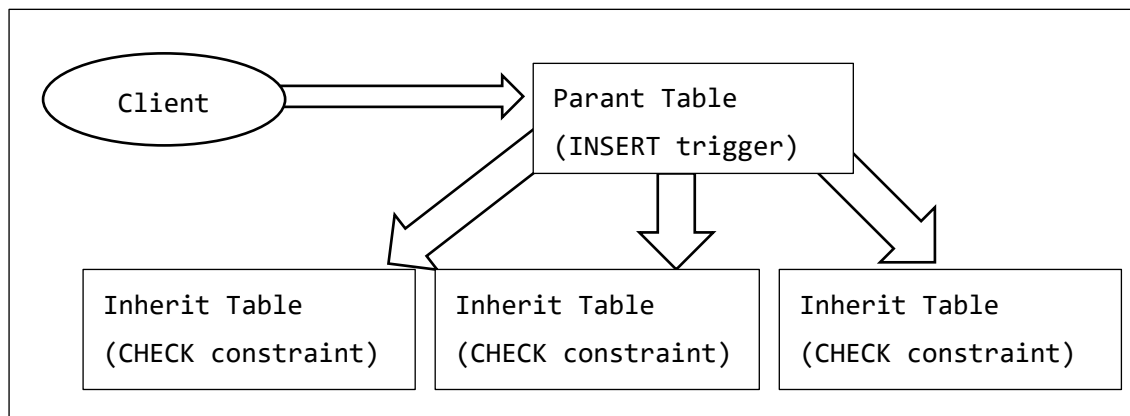 Client
Parant Table
(INSERT trigger)
Inherit Table
(CHECK constraint)
Inherit Table
(CHECK constraint)
Inherit Table
(CHECK constraint)